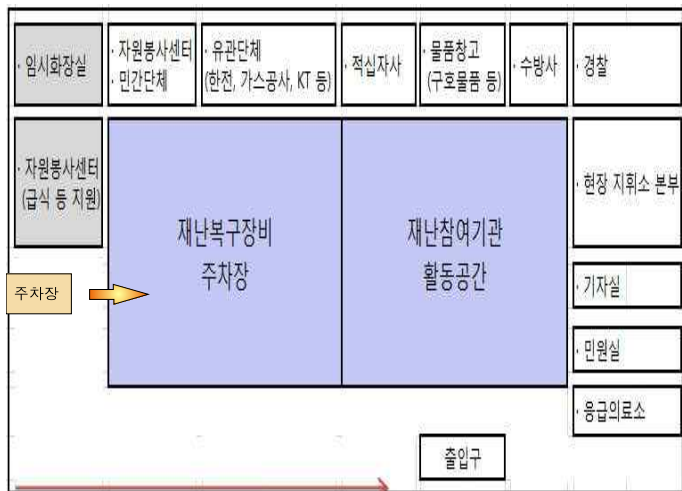 · 임시화장실
· 자원봉사센터
· 민간단체
· 유관단체
(한전, 가스공사, KT 등)
· 적십자사
· 물품창고
(구호물품 등)
· 수방사
· 경찰
· 자원봉사센터
(급식 등 지원)
재난복구장비
주차장
재난참여기관
활동공간
· 현장 지휘소 본부
주차장
· 기자실
· 민원실
· 응급의료소
출입구